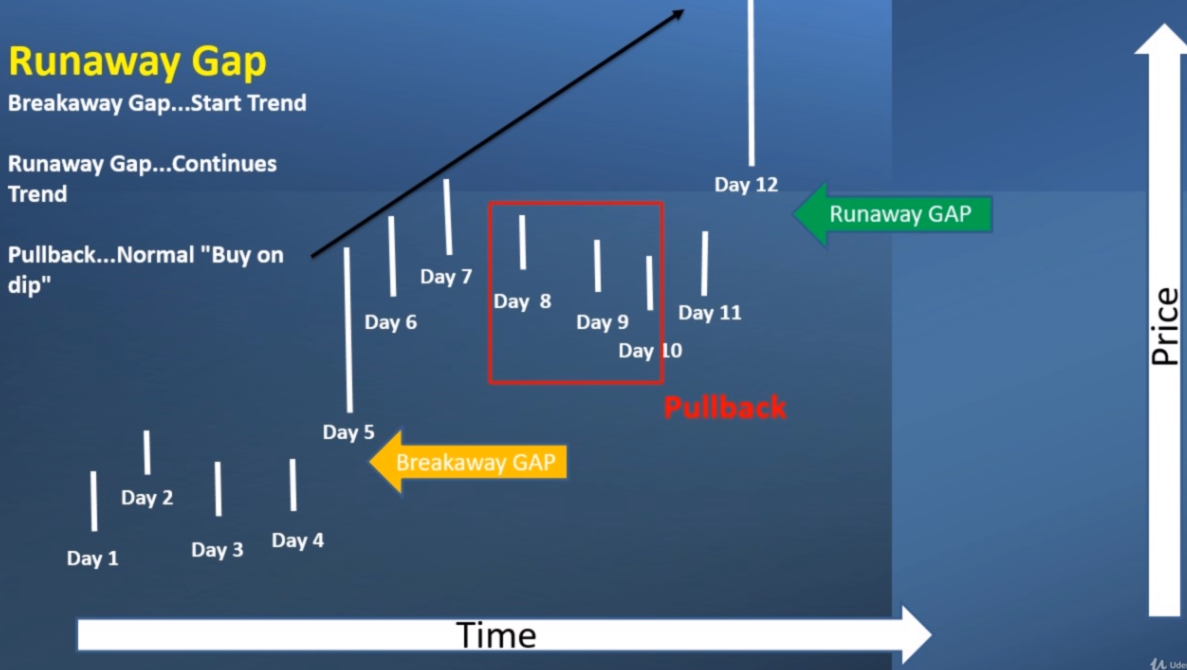 Runaway Gap
Breakaway Gap...Start Trend
Runaway Gap...Continues
Trend
Pullback...Normal "Buy on
dip"
Day 12
Runaway GAP
Day 7
Day 8
Day 6
Day 9
Day 11
Day 10
Pullback
Day 5
Breakaway GAP
Day 2
Day 1
Day 3
Day 4
Time
Price